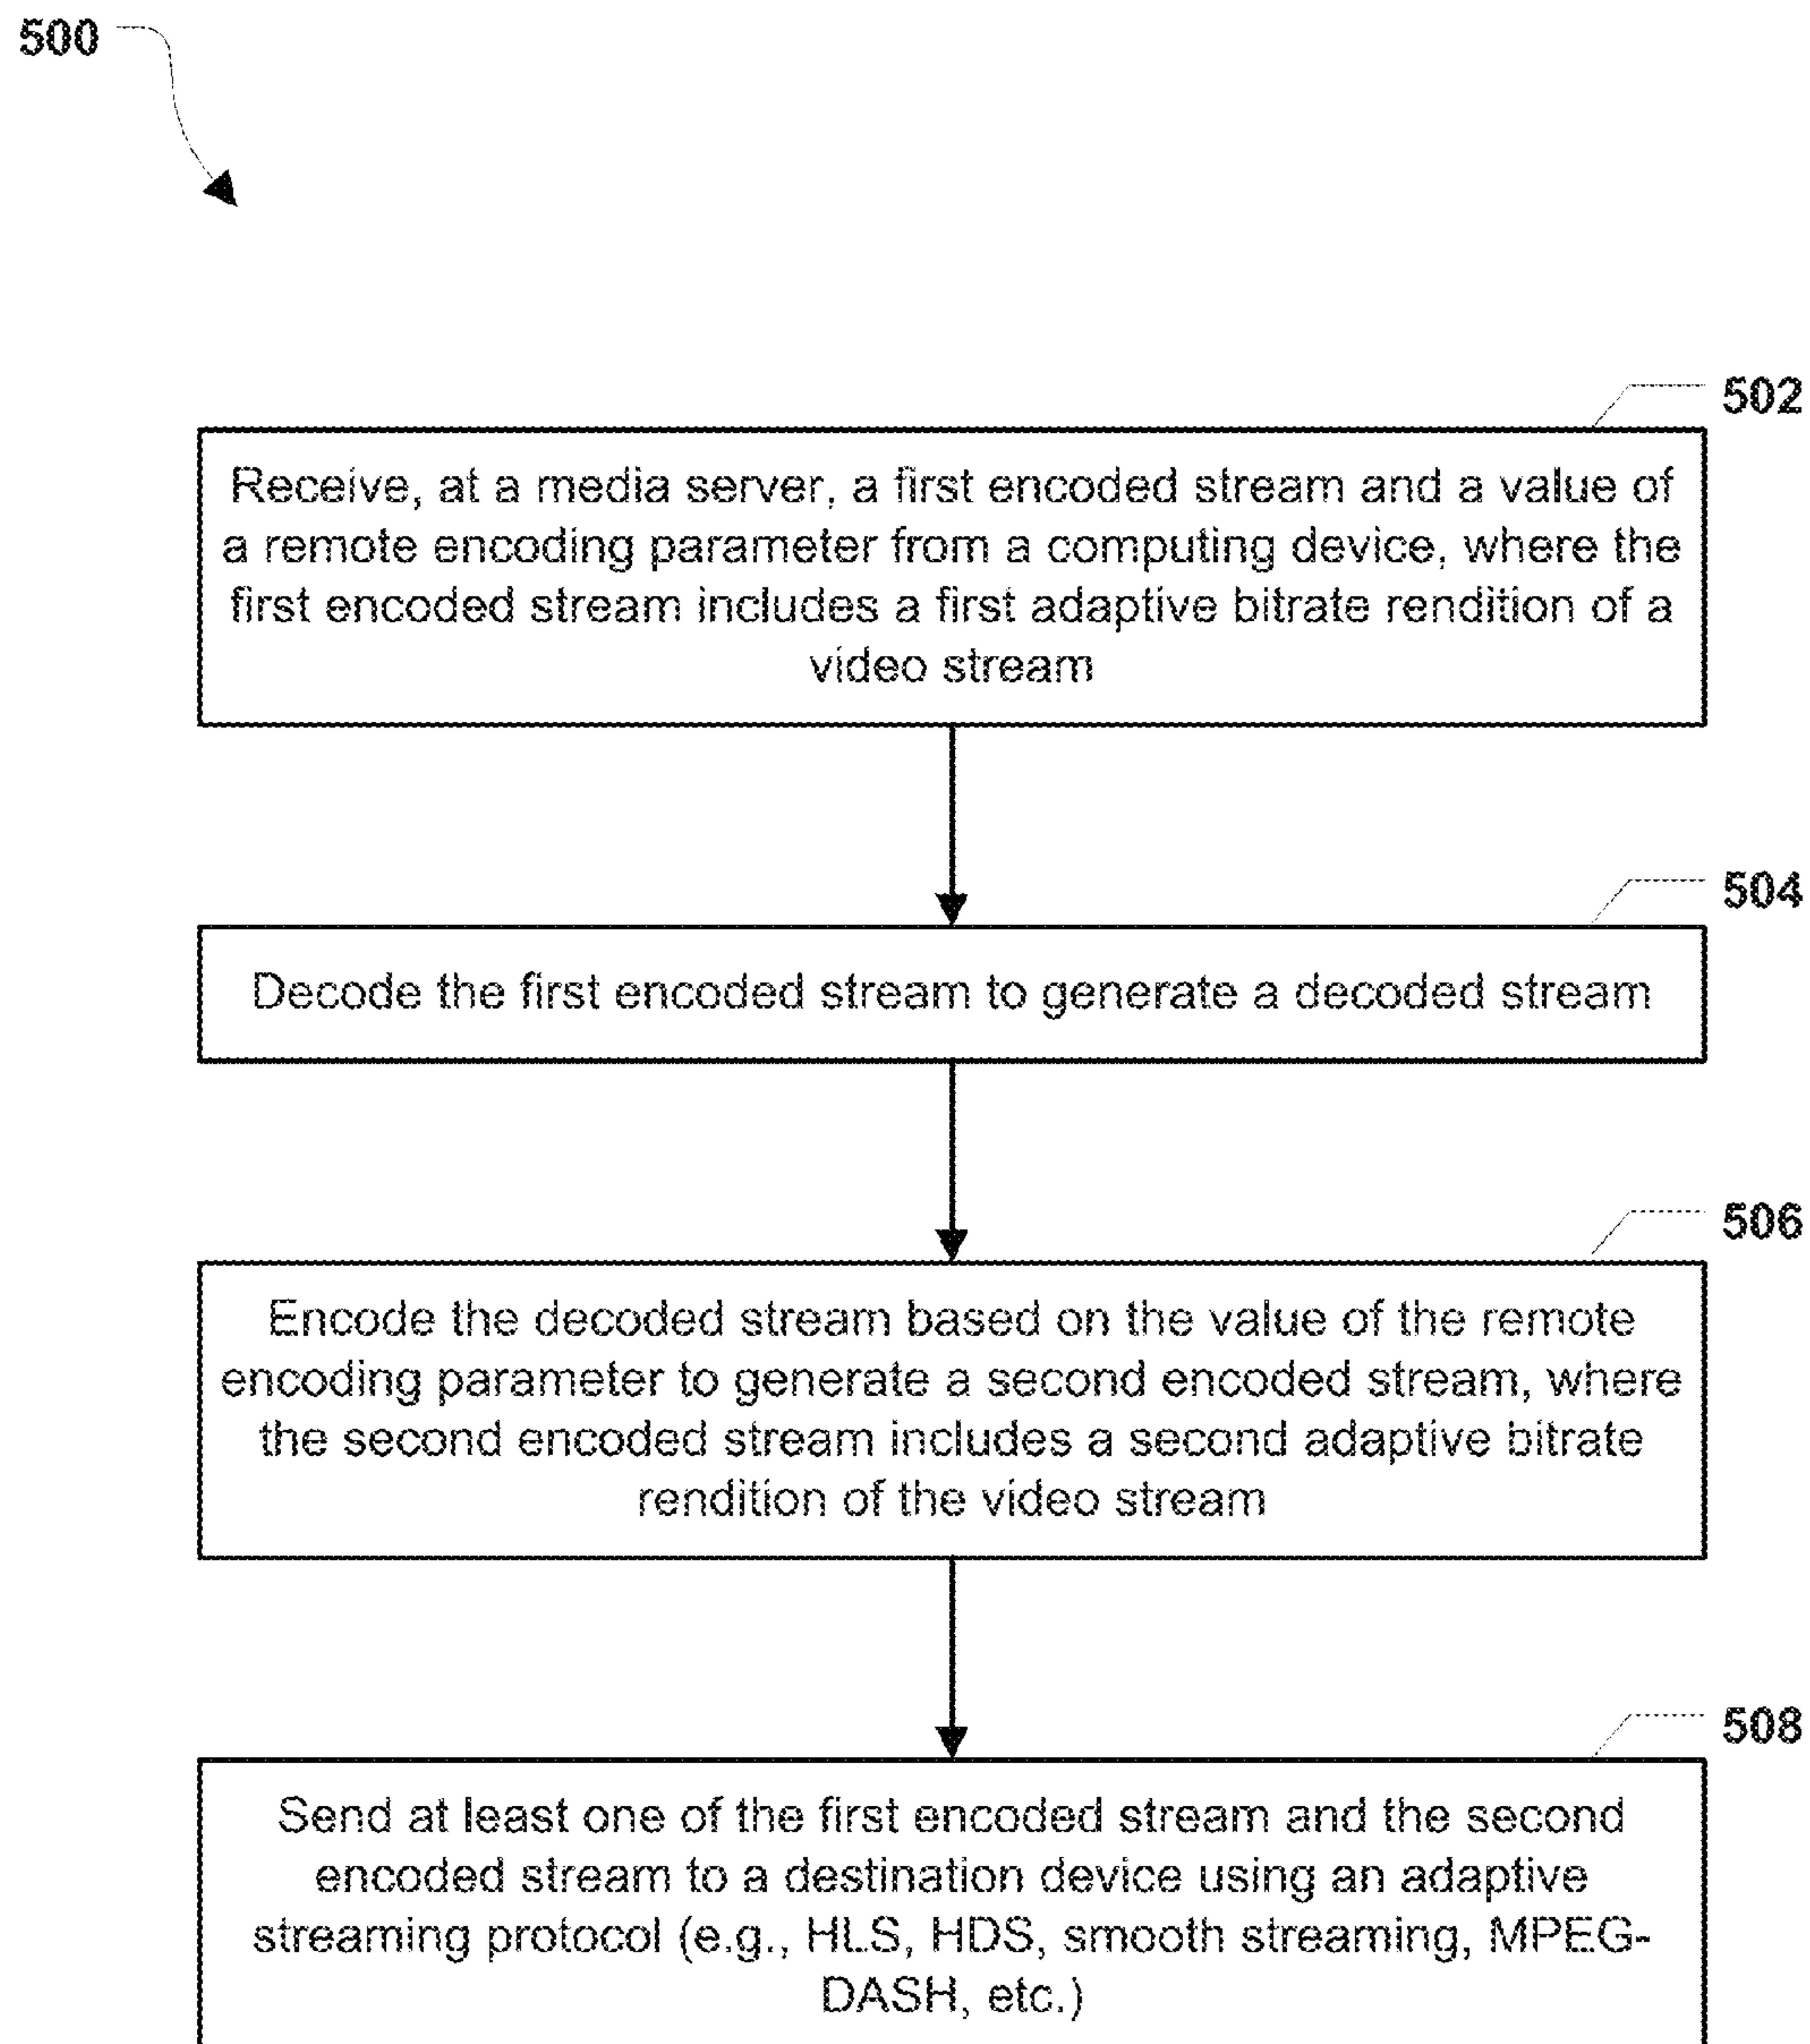 500
502
Receive, at a media server, a first encoded stream and a value of
a remote encoding parameter from a computing device, where the
first encoded stream includes a first adaptive bitrate rendition of a
video stream
504
Decode the first encoded stream to generate a decoded stream
506
Encode the decoded stream based on the value of the remote
encoding parameter to generate a second encoded stream, where
the second encoded stream includes a second adaptive bitrate
rendition of the video stream
508
Send at least one of the first encoded stream and the second
encoded stream to a destination device using an adaptive
streaming protocol (e.g., HLS, HDS, smooth streaming, MPEG-
DASH, etc.)